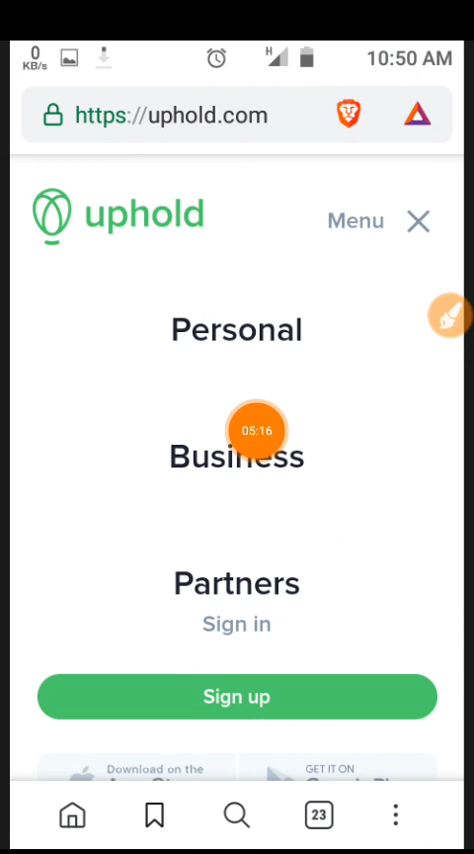 0
KB/s
H
10:50 AM
https://uphold.com
uphold
Menu
Personal
05:16
Business
Partners
Sign in
Sign up
Download on the
GET IT ON
23